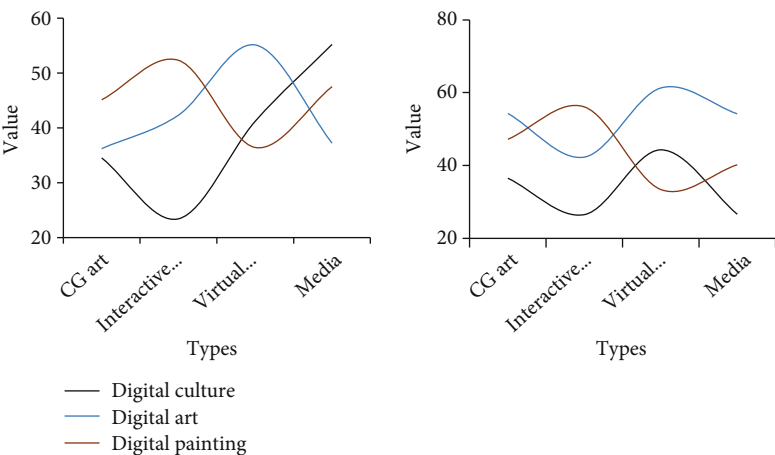 60
50
40
30
20
Value
CG art
Interactive...
Virtual...
Media
Types
80
60
40
20
Value
CG art
Interactive...
Virtual...
Media
Types
Digital culture
Digital art
Digital painting